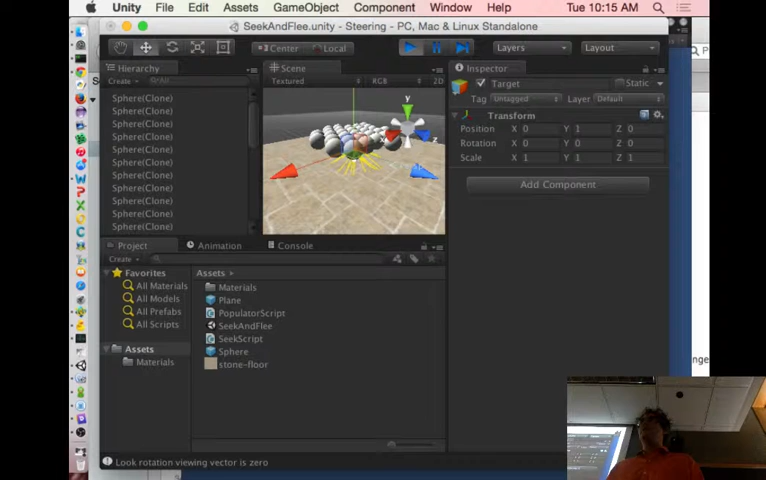 Unity File Edit Assets GameObject Component Window Help Tue 10:15 AM
SeekAndFlee.unity - Steering - PC, Mac & Linux Standalone
Center Local Layers Layout
Hierarchy
Create All
Sphere(Clone)
Sphere(Clone)
Sphere(Clone)
Sphere(Clone)
Sphere(Clone)
Sphere(Clone)
Sphere(Clone)
Sphere(Clone)
Sphere(Clone)
Sphere(Clone)
Sphere(Clone)
Scene
Textured RGB 2D
y
z
Inspector
Target Static
Tag Untagged Layer Default
Transform
Position X 0 Y 1 Z 0
Rotation X 0 Y 0 Z 0
Scale X 1 Y 1 Z 1
Add Component
Project Animation Console
Create
Favorites
All Materials
All Models
All Prefabs
All Scripts
Assets
Materials
Assets
Materials
Plane
PopulatorScript
SeekAndFlee
SeekScript
Sphere
stone-floor
Look rotation viewing vector is zero